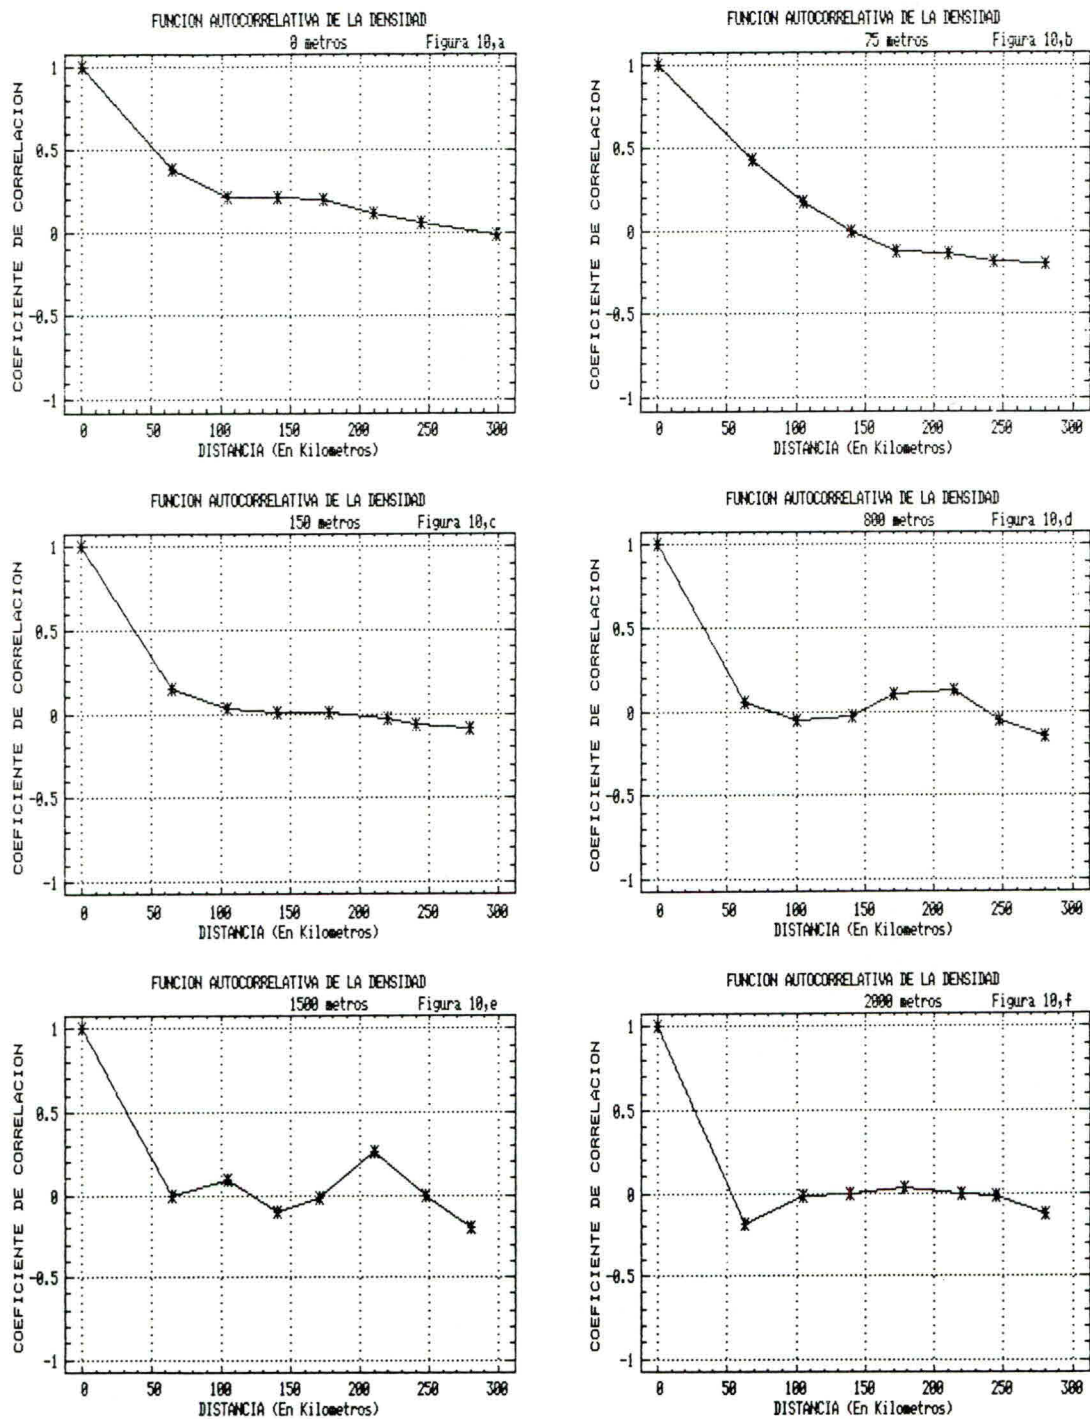 FUNCION AUTOCORRELATIVA DE LA DENSIDAD
0 metros Figura 10,a
COEFICIENTE DE CORRELACION
1
0.5
0
-0.5
-1
0 50 100 150 200 250 300
DISTANCIA (En Kilometros)
FUNCION AUTOCORRELATIVA DE LA DENSIDAD
75 metros Figura 10,b
COEFICIENTE DE CORRELACION
1
0.5
0
-0.5
-1
0 50 100 150 200 250 300
DISTANCIA (En Kilometros)
FUNCION AUTOCORRELATIVA DE LA DENSIDAD
150 metros Figura 10,c
COEFICIENTE DE CORRELACION
1
0.5
0
-0.5
-1
0 50 100 150 200 250 300
DISTANCIA (En Kilometros)
FUNCION AUTOCORRELATIVA DE LA DENSIDAD
800 metros Figura 10,d
COEFICIENTE DE CORRELACION
1
0.5
0
-0.5
-1
0 50 100 150 200 250 300
DISTANCIA (En Kilometros)
FUNCION AUTOCORRELATIVA DE LA DENSIDAD
1500 metros Figura 10,e
COEFICIENTE DE CORRELACION
1
0.5
0
-0.5
-1
0 50 100 150 200 250 300
DISTANCIA (En Kilometros)
FUNCION AUTOCORRELATIVA DE LA DENSIDAD
2000 metros Figura 10,f
COEFICIENTE DE CORRELACION
1
0.5
0
-0.5
-1
0 50 100 150 200 250 300
DISTANCIA (En Kilometros)